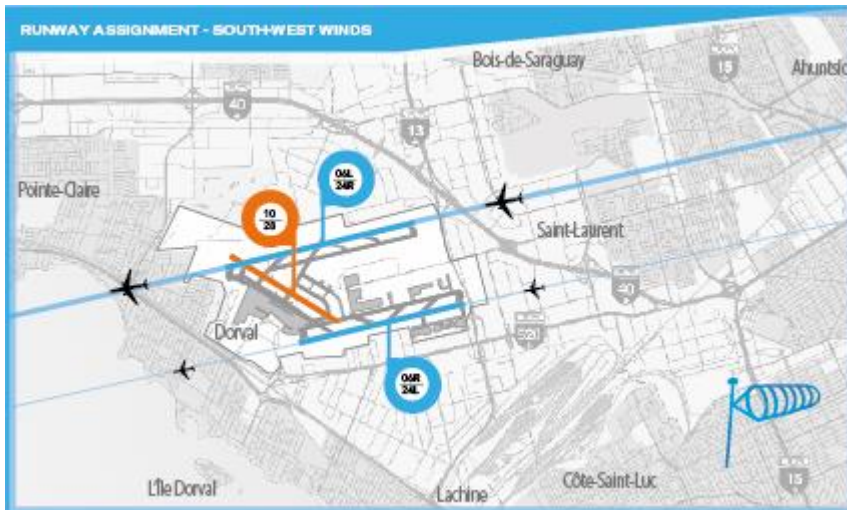 RUNWAY ASSIGNMENT - SOUTH-WEST WINDS
Bois-de-Saraguay
15
Ahuntsic
40
13
Pointe-Claire
06L
24R
10
28
Saint-Laurent
40
Dorval
520
06R
24L
L'Île Dorval
Lachine
Côte-Saint-Luc
15